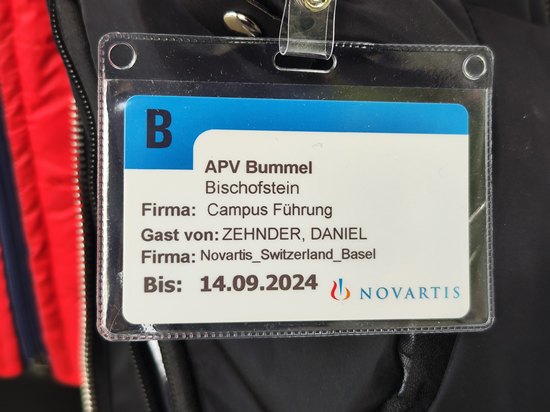 B
APV Bummel
Bischofstein
Firma: Campus Führung
Gast von: ZEHNDER, DANIEL
Firma: Novartis_Switzerland_Basel
Bis: 14.09.2024
NOVARTIS